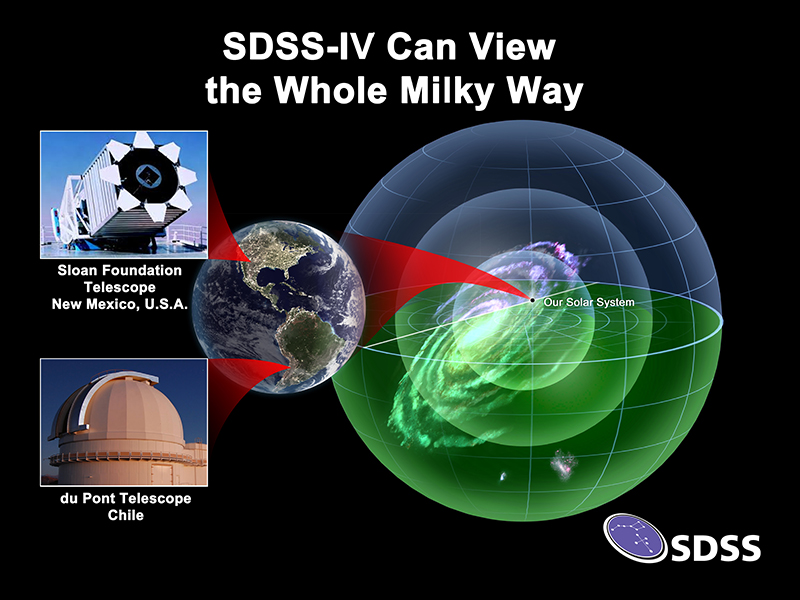 SDSS-IV Can View
the Whole Milky Way
Sloan Foundation
Telescope
New Mexico, U.S.A.
Our Solar System
du Pont Telescope
Chile
SDSS